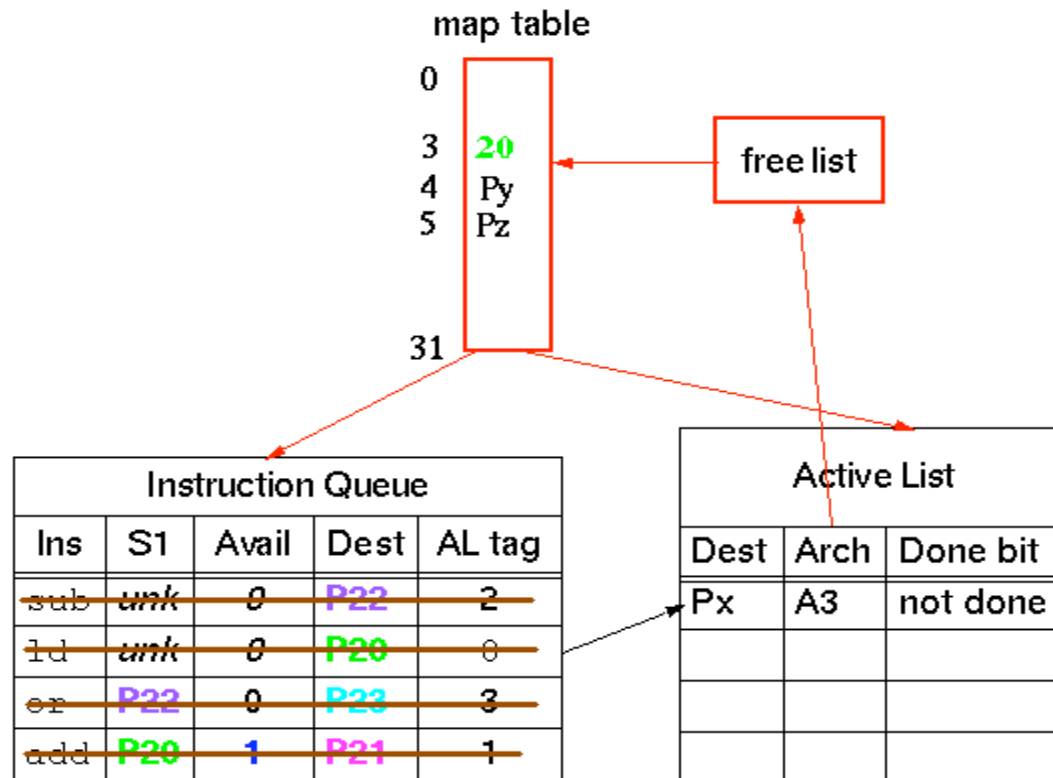 map table
0
3 20
4 Py
5 Pz
31
free list
Instruction Queue
Ins S1 Avail Dest AL tag
sub unk 0 P22 2
ld unk 0 P20 0
or P22 0 P23 3
add P20 1 P21 1
Active List
Dest Arch Done bit
Px A3 not done